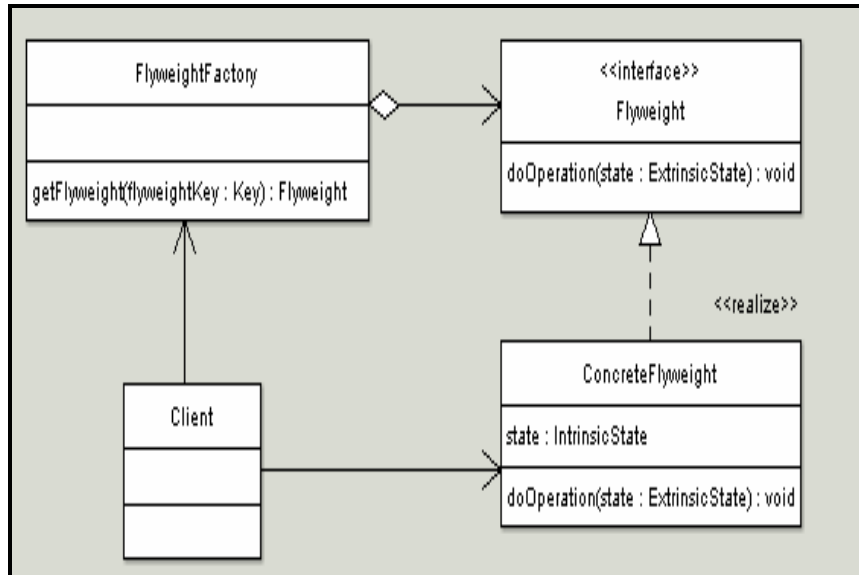 FlyweightFactory
getFlyweight(flyweightKey : Key) : Flyweight
<<interface>>
Flyweight
doOperation(state : ExtrinsicState) : void
<<realize>>
Client
ConcreteFlyweight
state : IntrinsicState
doOperation(state : ExtrinsicState) : void